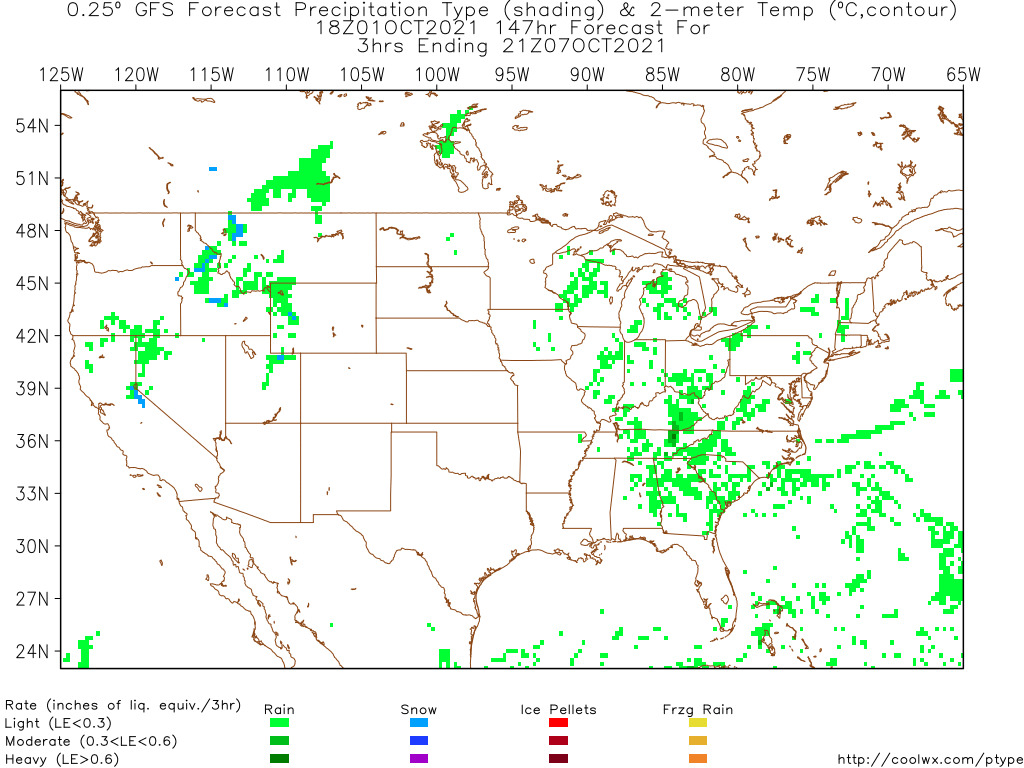 0.25º GFS Forecast Precipitation Type (shading) & 2-meter Temp (ºC,contour)
18Z01OCT2021 147hr Forecast For
3hrs Ending 21Z07OCT2021
125W 120W 115W 110W 105W 100W 95W 90W 85W 80W 75W 70W 65W
54N
51N
48N
45N
42N
39N
36N
33N
30N
27N
24N
Rate (inches of liq. equiv./3hr) Rain Snow Ice Pellets Frzg Rain
Light (LE<0.3)
Moderate (0.3<LE<0.6)
Heavy (LE>0.6) http://coolwx.com/ptype